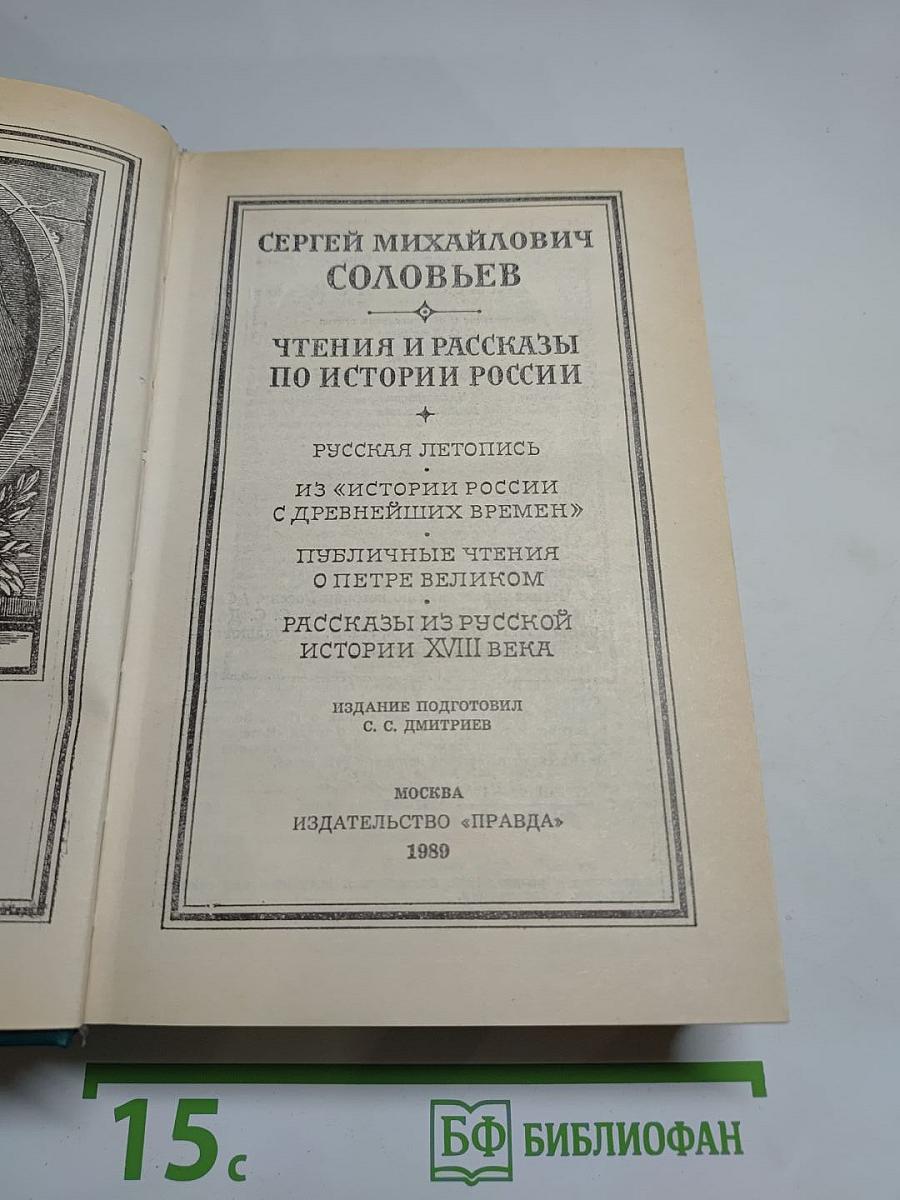 СЕРГЕЙ МИХАЙЛОВИЧ
СОЛОВЬЕВ
ЧТЕНИЯ И РАССКАЗЫ
ПО ИСТОРИИ РОССИИ
РУССКАЯ ЛЕТОПИСЬ
ИЗ «ИСТОРИИ РОССИИ
С ДРЕВНЕЙШИХ ВРЕМЕН»
ПУБЛИЧНЫЕ ЧТЕНИЯ
О ПЕТРЕ ВЕЛИКОМ
РАССКАЗЫ ИЗ РУССКОЙ
ИСТОРИИ XVIII ВЕКА
ИЗДАНИЕ ПОДГОТОВИЛ
С. С. ДМИТРИЕВ
МОСКВА
ИЗДАТЕЛЬСТВО «ПРАВДА»
1989
15 с
БФ БИБЛИОФАН